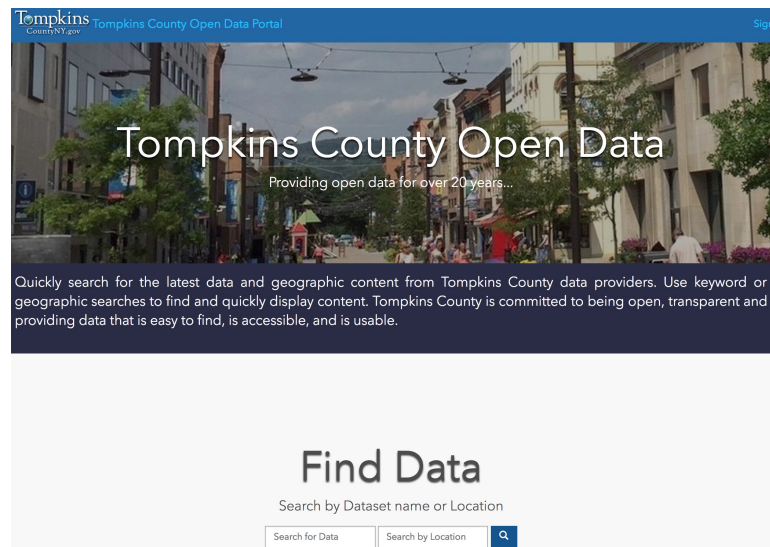 Tompkins
CountyNY.gov
Tompkins County Open Data Portal
Sign
Tompkins County Open Data
Providing open data for over 20 years...
Quickly search for the latest data and geographic content from Tompkins County data providers. Use keyword or
geographic searches to find and quickly display content. Tompkins County is committed to being open, transparent and
providing data that is easy to find, is accessible, and is usable.
Find Data
Search by Dataset name or Location
Search for Data
Search by Location